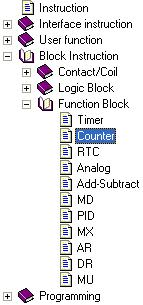 Instruction
Interface instruction
User function
Block Instruction
Contact/Coil
Logic Block
Function Block
Timer
Counter
RTC
Analog
Add-Subtract
MD
PID
MX
AR
DR
MU
Programming